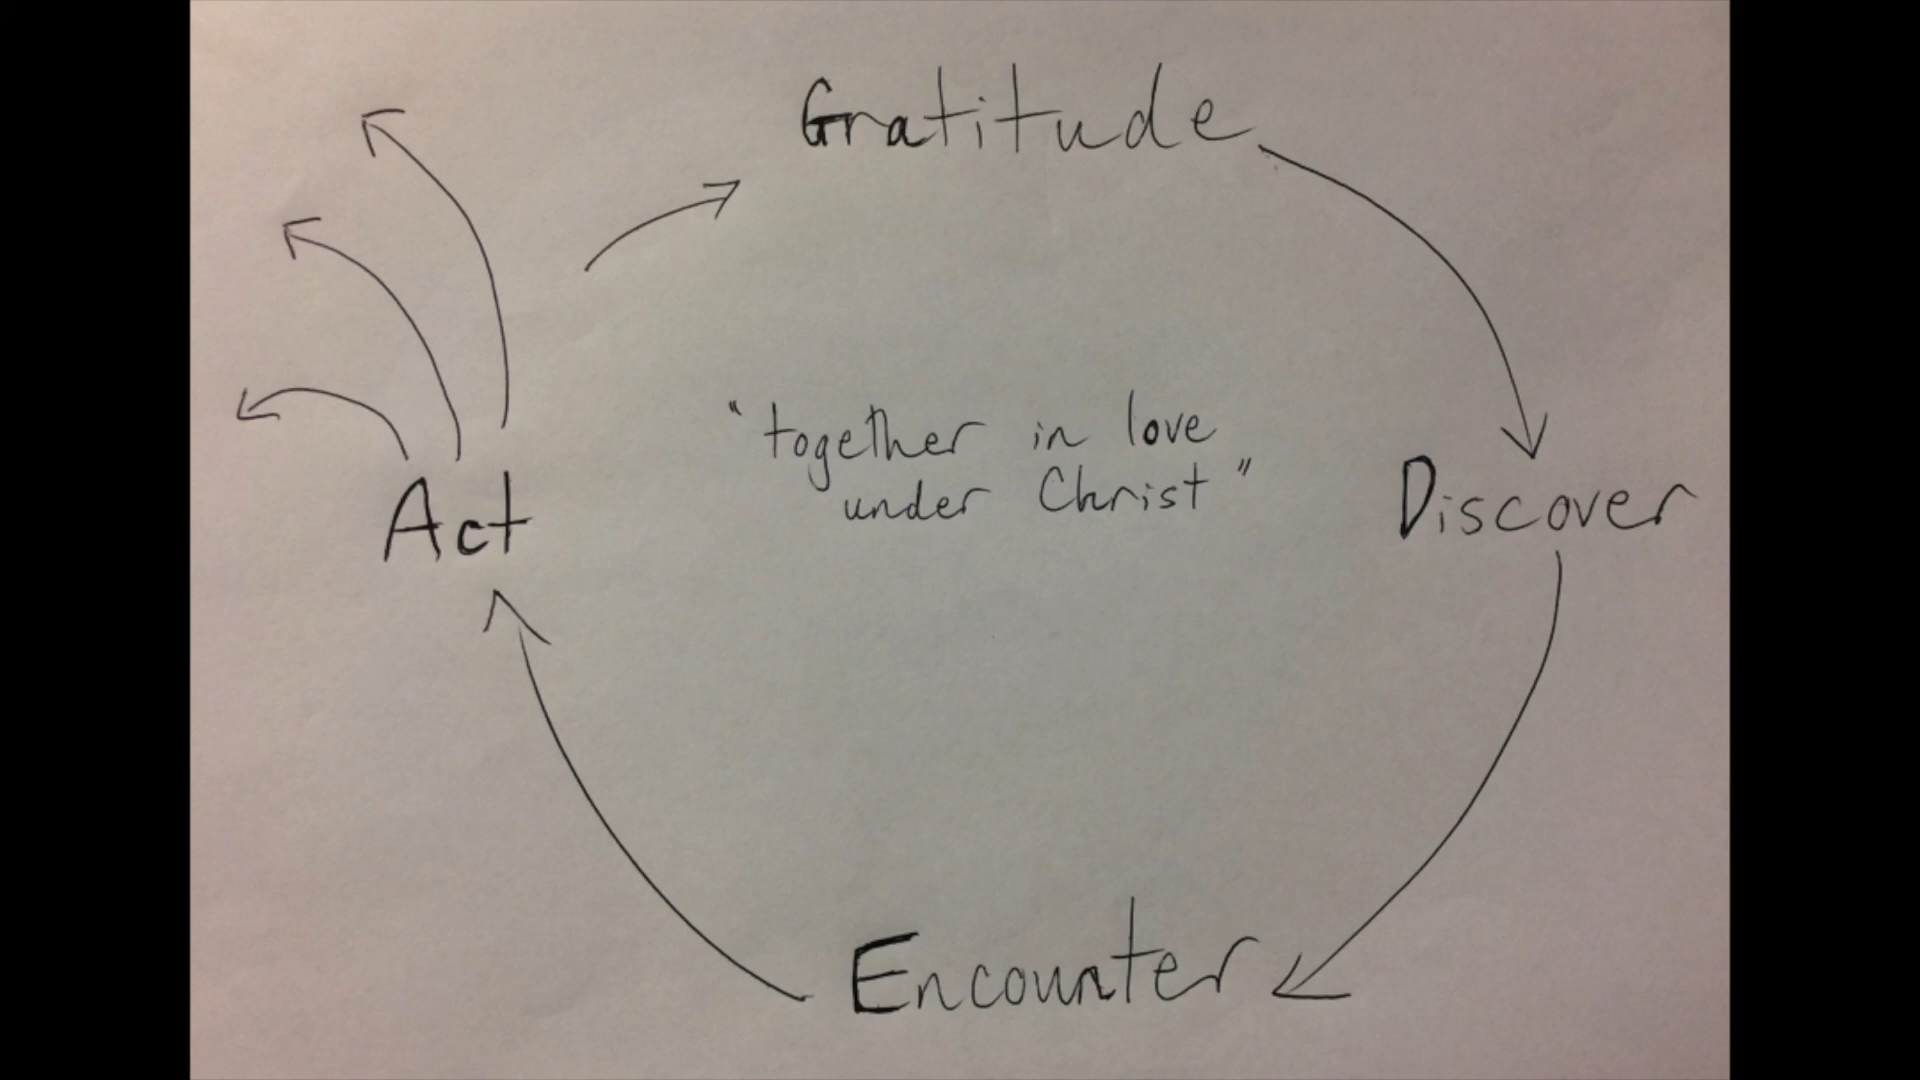 Gratitude
"together in love
under Christ"
Act
Discover
Encounter